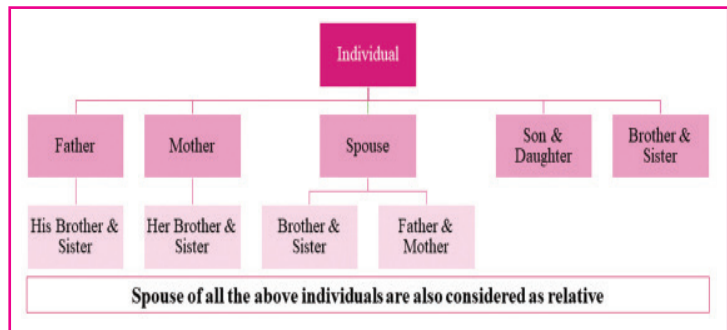 Individual
Father
Mother
Spouse
Son &
Daughter
Brother &
Sister
His Brother &
Sister
Her Brother &
Sister
Brother &
Sister
Father &
Mother
Spouse of all the above individuals are also considered as relative